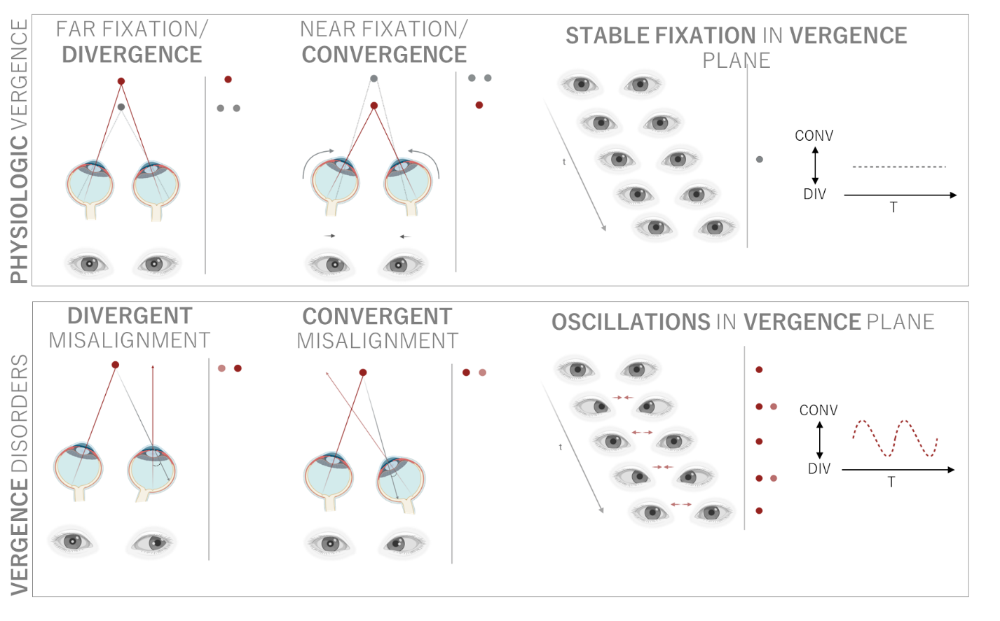 PHYSIOLOGIC VERGENCE
FAR FIXATION/
DIVERGENCE
NEAR FIXATION/
CONVERGENCE
STABLE FIXATION IN VERGENCE
PLANE
t
CONV
DIV
T
VERGENCE DISORDERS
DIVERGENT
MISALIGNMENT
CONVERGENT
MISALIGNMENT
OSCILLATIONS IN VERGENCE PLANE
t
CONV
DIV
T